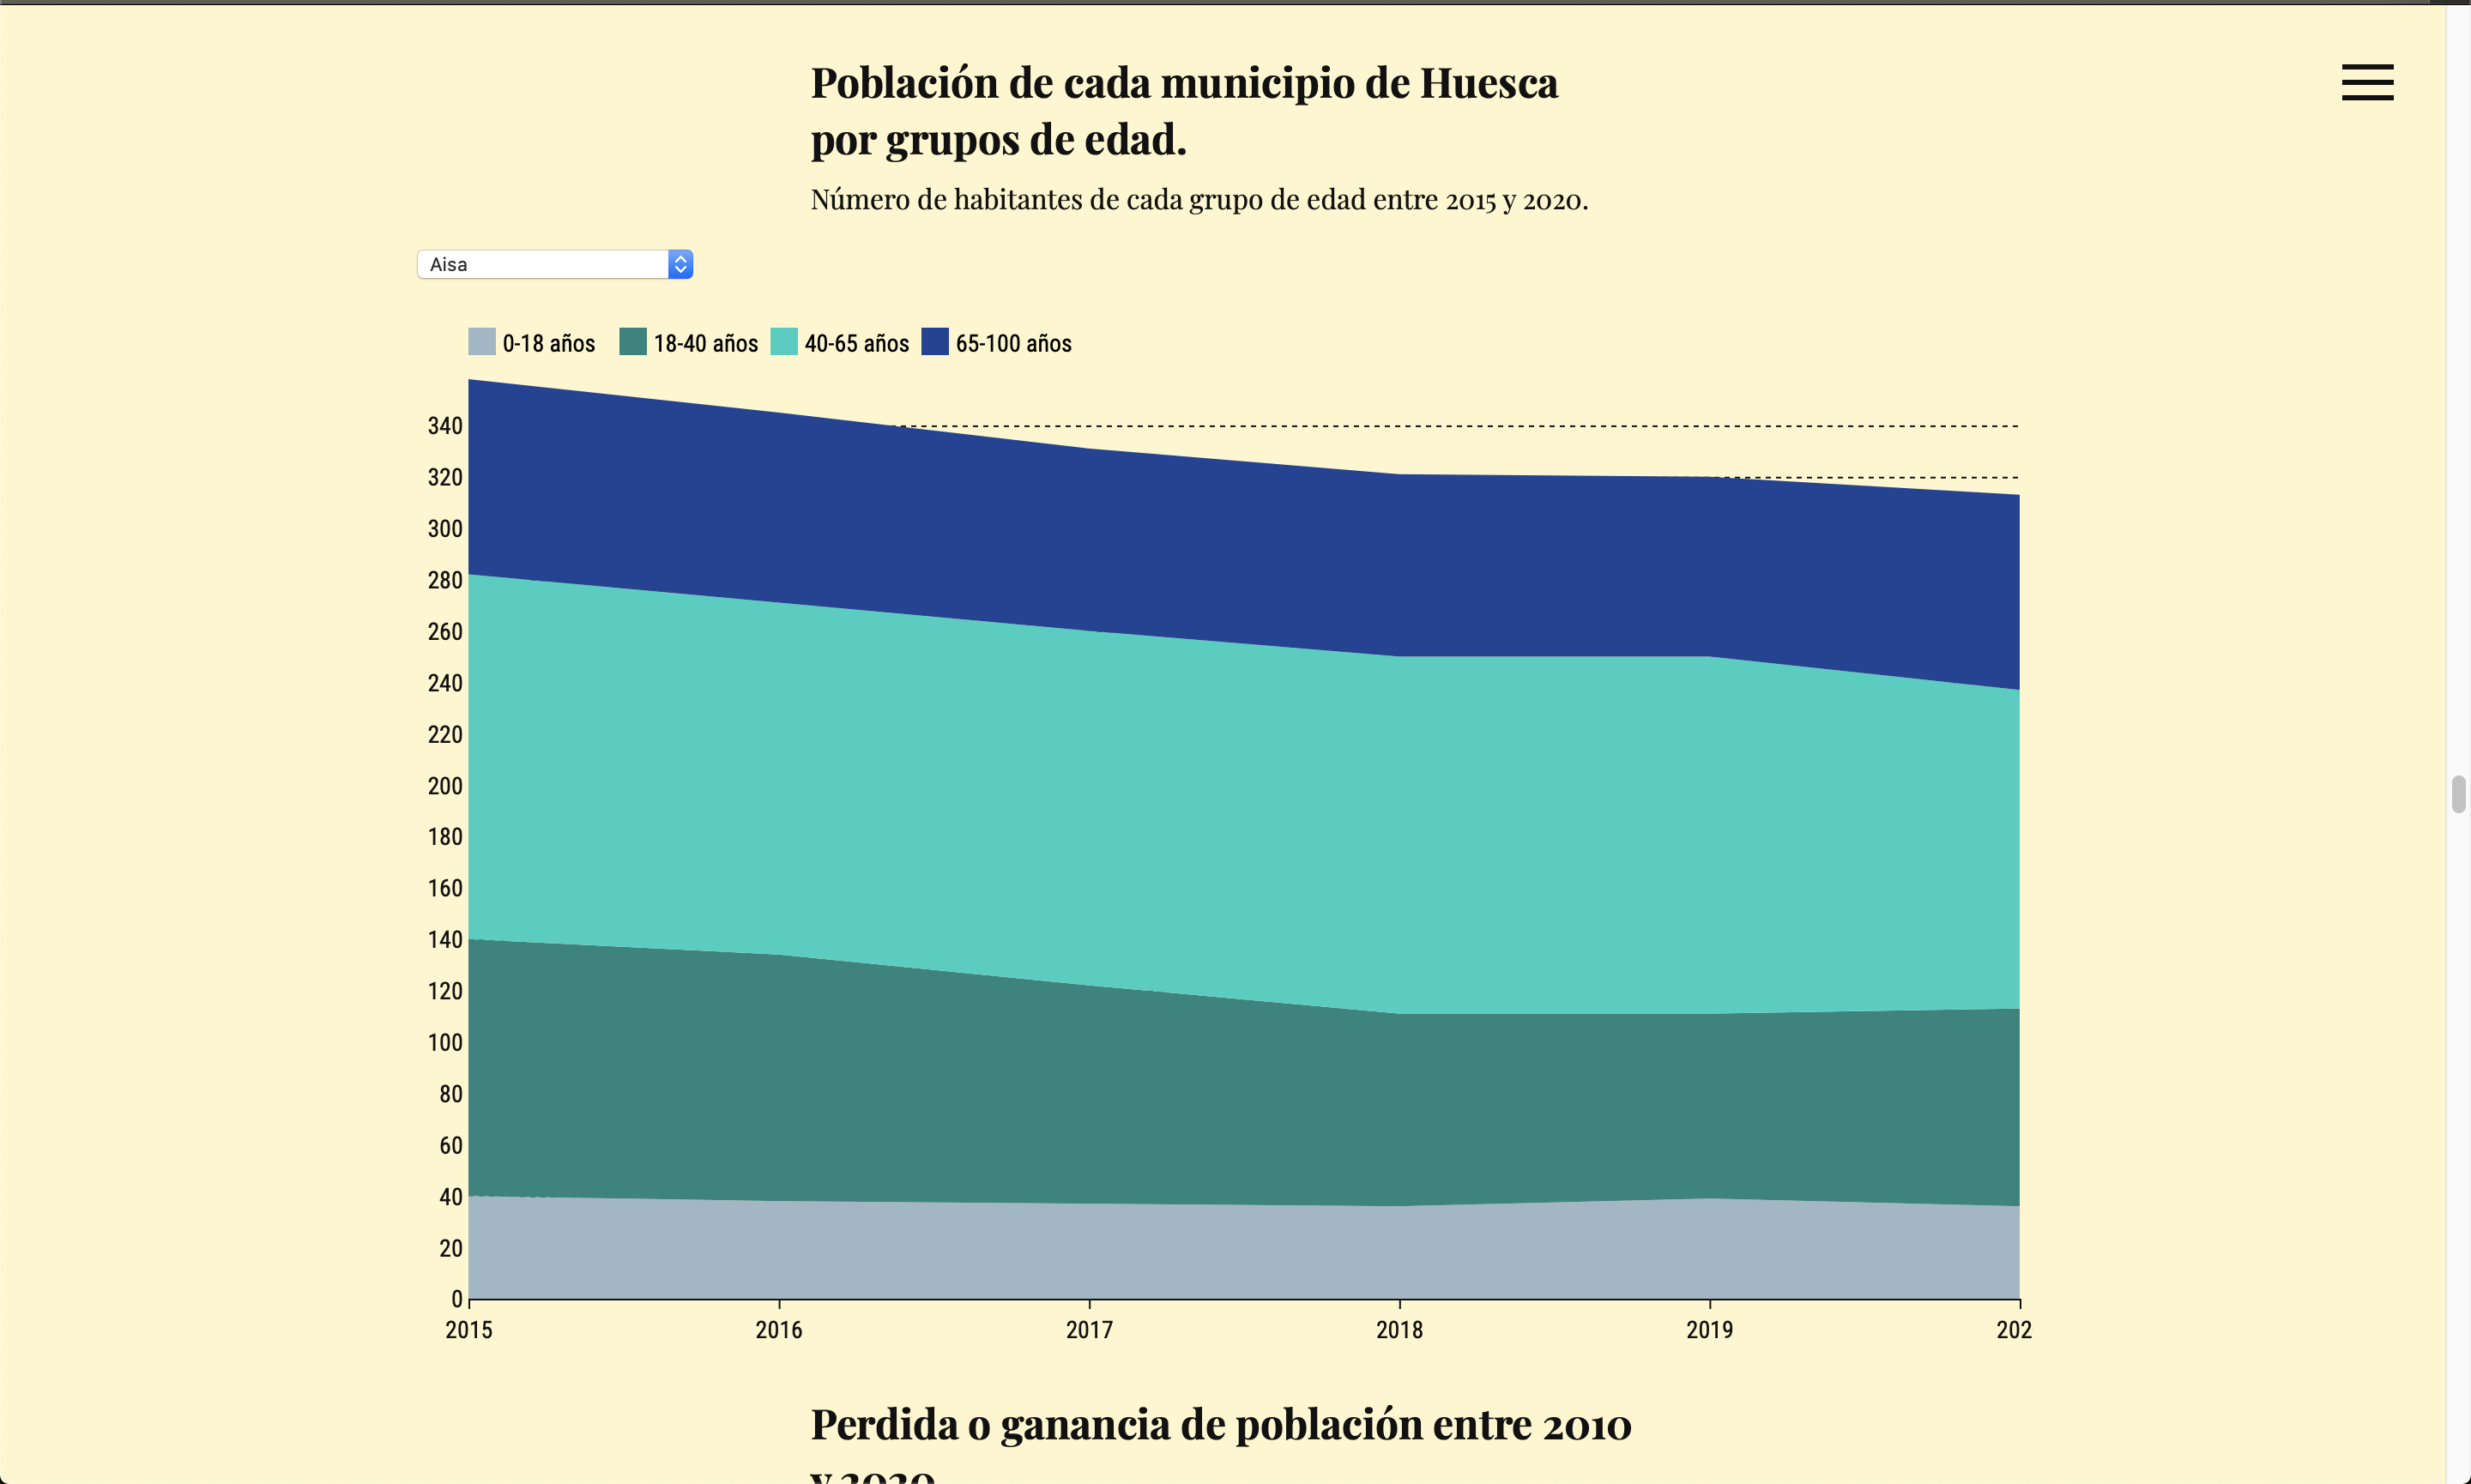 Población de cada municipio de Huesca
por grupos de edad.
Número de habitantes de cada grupo de edad entre 2015 y 2020.
Aisa
0-18 años 18-40 años 40-65 años 65-100 años
340
320
300
280
260
240
220
200
180
160
140
120
100
80
60
40
20
0
2015 2016 2017 2018 2019 202
Perdida o ganancia de población entre 2010
y 2020